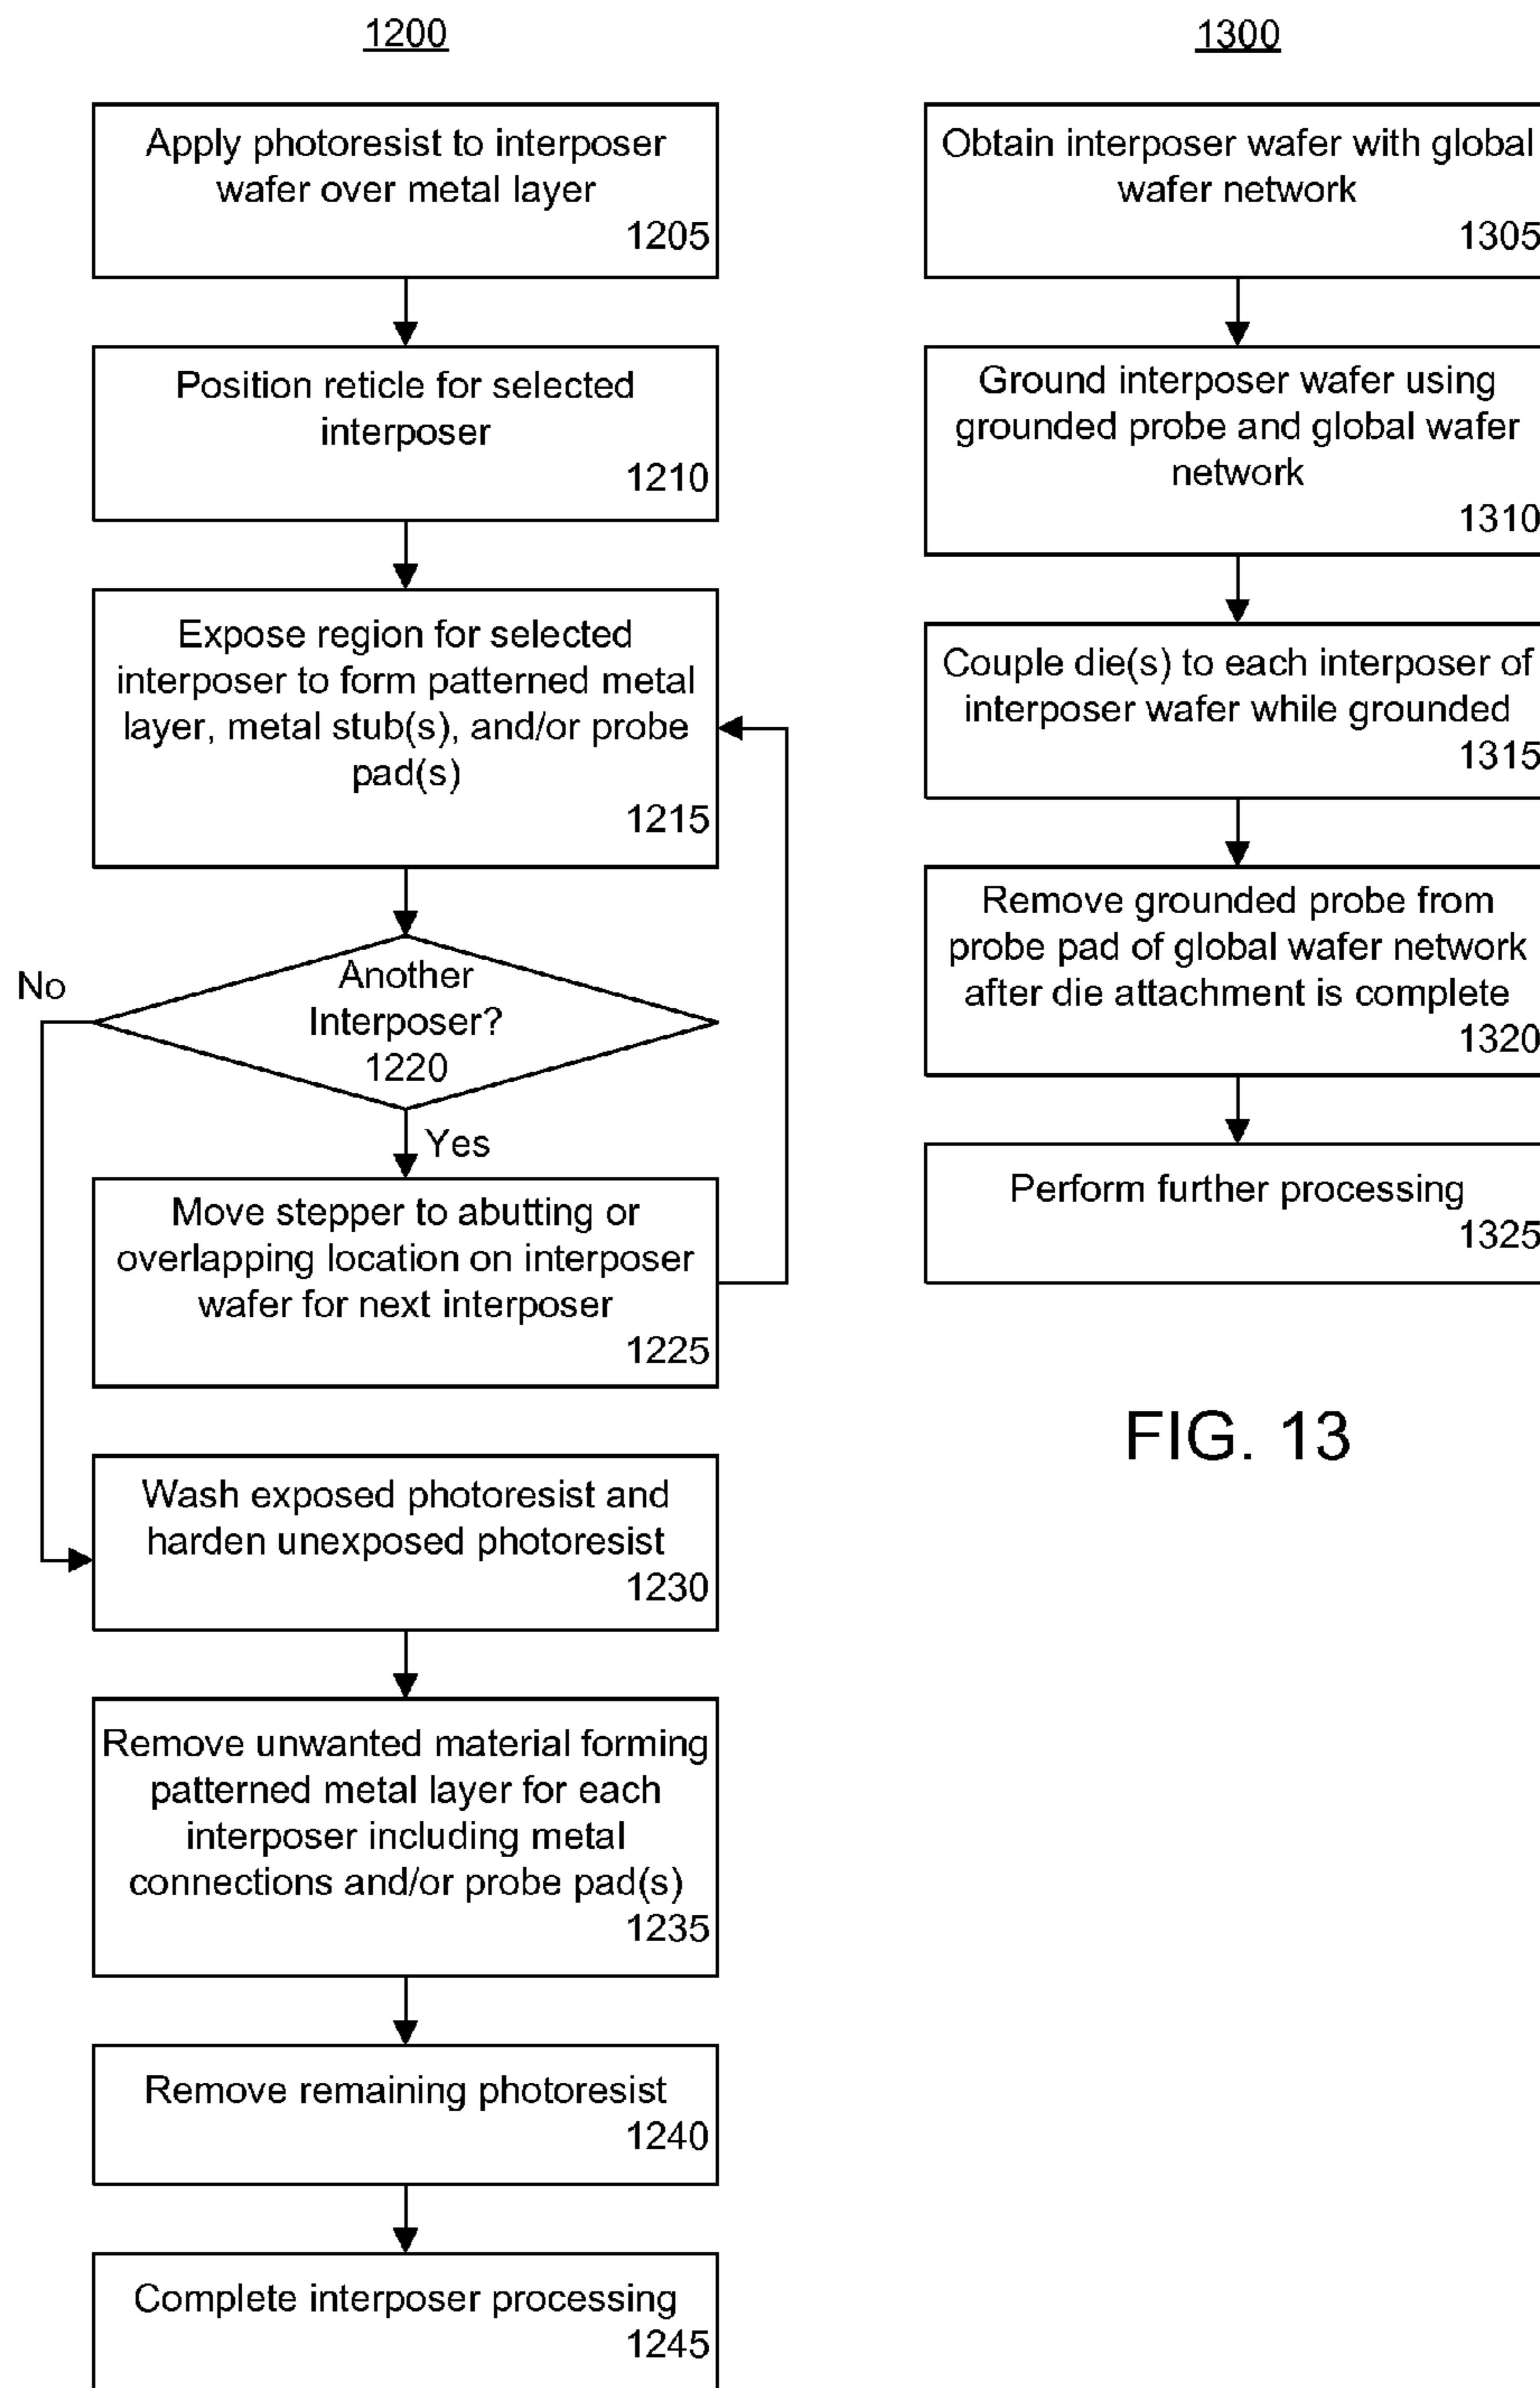 1200
Apply photoresist to interposer
wafer over metal layer
1205
Position reticle for selected
interposer
1210
Expose region for selected
interposer to form patterned metal
layer, metal stub(s), and/or probe
pad(s)
1215
Another
Interposer?
1220
No
Yes
Move stepper to abutting or
overlapping location on interposer
wafer for next interposer
1225
Wash exposed photoresist and
harden unexposed photoresist
1230
Remove unwanted material forming
patterned metal layer for each
interposer including metal
connections and/or probe pad(s)
1235
Remove remaining photoresist
1240
Complete interposer processing
1245
1300
Obtain interposer wafer with global
wafer network
1305
Ground interposer wafer using
grounded probe and global wafer
network
1310
Couple die(s) to each interposer of
interposer wafer while grounded
1315
Remove grounded probe from
probe pad of global wafer network
after die attachment is complete
1320
Perform further processing
1325
FIG. 13